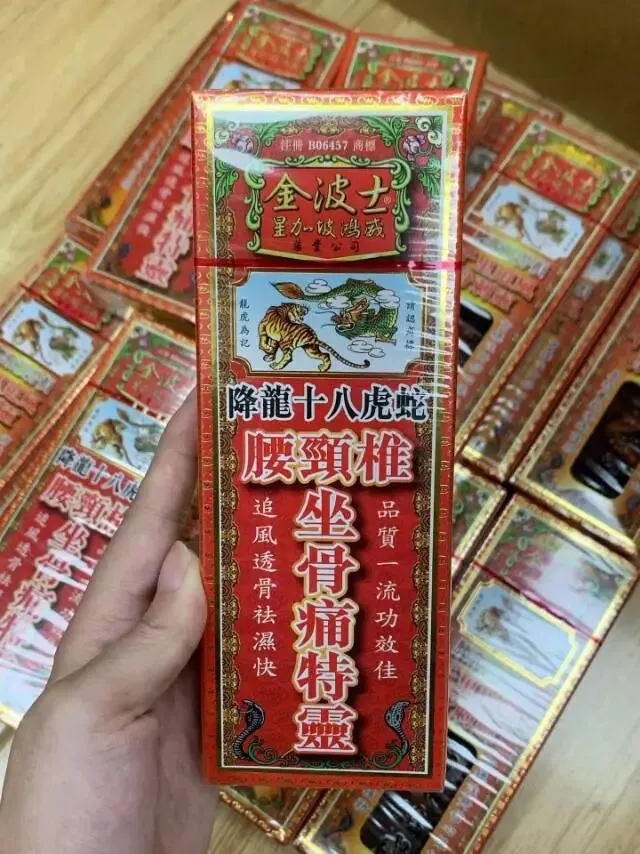 註冊 B06457 商標
金波士®
星加坡鴻威
藥業公司
龍虎為記
請認商標
降龍十八虎蛇
腰頸椎
坐骨痛特靈
品質一流功效佳
追風透骨祛濕快